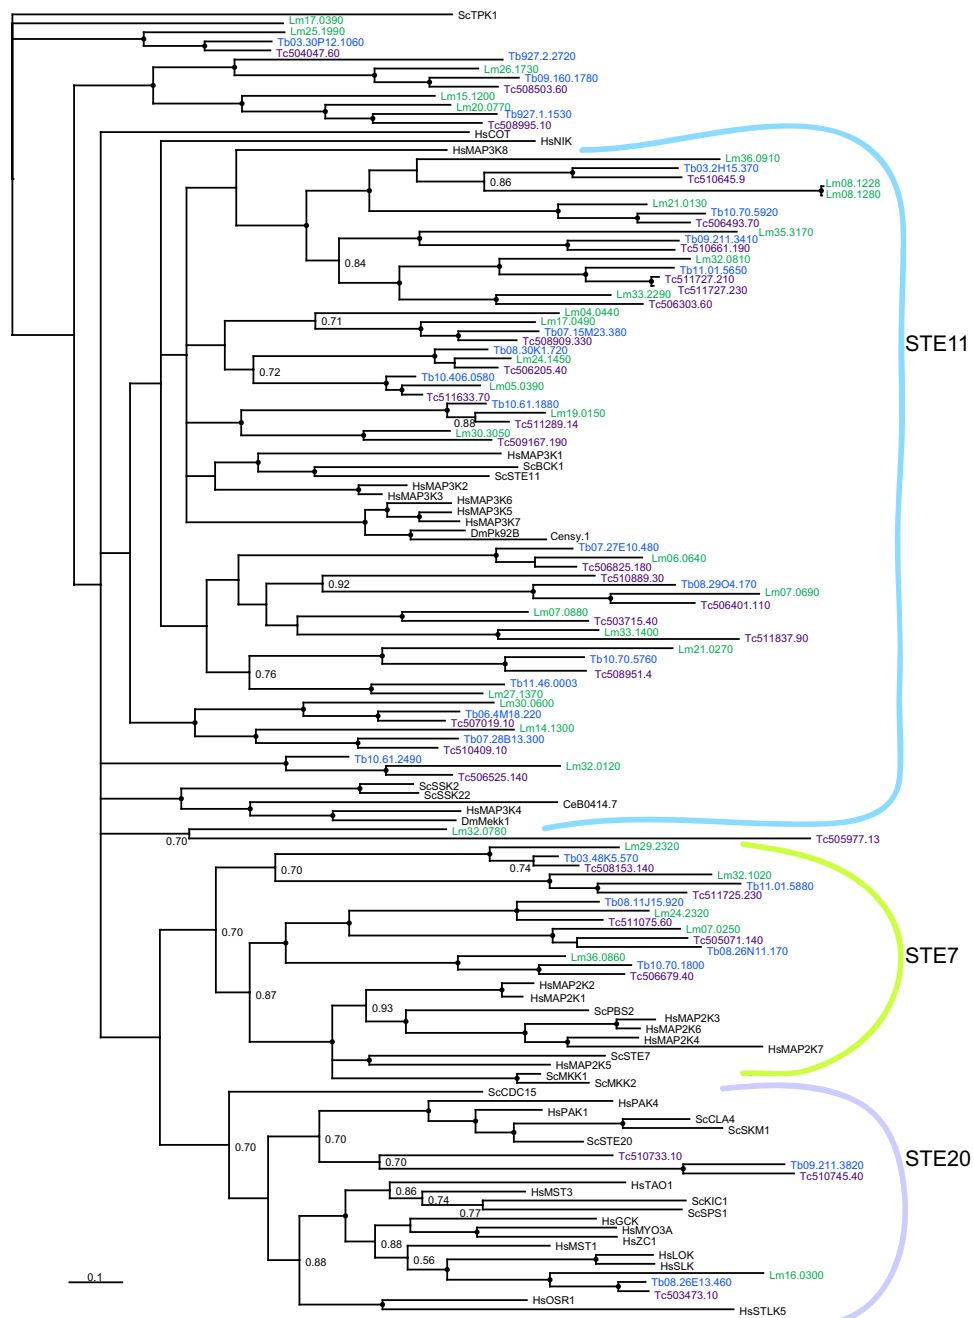 ScTPK1
Lm17.0390
Lm25.1990
Tb03.30P12.1060
Tc504047.60
Tb927.2.2720
Lm26.1730
Tb09.160.1780
Tc508503.60
Lm15.1200
Lm20.0770
Tb927.1.1530
Tc508995.10
HsCOT
HsNIK
HsMAP3K8
Lm36.0910
Tb03.2H15.370
Tc510645.9
0.86
Lm08.1228
Lm08.1280
Lm21.0130
Tb10.70.5920
Tc506493.70
Lm35.3170
Tb09.211.3410
Tc510661.190
0.84
Lm32.0810
Tb11.01.5650
Tc511727.210
Tc511727.230
Lm33.2290
Tc506303.60
Lm04.0440
0.71
Lm17.0490
Tb07.15M23.380
Tc508909.330
STE11
Tb08.30K1.720
Lm24.1450
Tc506205.40
0.72
Tb10.406.0580
Lm05.0390
Tc511633.70
Tb10.61.1880
Lm19.0150
0.88
Tc511289.14
Lm30.3050
Tc509167.190
HsMAP3K1
ScBCK1
ScSTE11
HsMAP3K2
HsMAP3K3
HsMAP3K6
HsMAP3K5
HsMAP3K7
DmPk92B
Censy.1
Tb07.27E10.480
Lm06.0640
Tc506825.180
Tc510889.30
0.92
Tb08.29O4.170
Lm07.0690
Tc506401.110
Lm07.0880
Tc503715.40
Lm33.1400
Tc511837.90
Lm21.0270
Tb10.70.5760
Tc508951.4
0.76
Tb11.46.0003
Lm27.1370
Lm30.0600
Tb06.4M18.220
Tc507019.10
Lm14.1300
Tb07.28B13.300
Tc510409.10
Tb10.61.2490
Lm32.0120
Tc506525.140
ScSSK2
ScSSK22
CeB0414.7
HsMAP3K4
DmMekk1
Lm32.0780
0.70
Tc505977.13
Lm29.2320
Tb03.48K5.570
0.74
Tc508153.140
0.70
Lm32.1020
Tb11.01.5880
Tc511725.230
Tb08.11J15.920
Lm24.2320
Tc511075.60
0.70
Lm07.0250
Tc505071.140
Tb08.26N11.170
STE7
Lm36.0860
Tb10.70.1800
Tc506679.40
0.87
HsMAP2K2
HsMAP2K1
0.93
ScPBS2
HsMAP2K3
HsMAP2K6
HsMAP2K4
HsMAP2K7
ScSTE7
HsMAP2K5
ScMKK1
ScMKK2
ScCDC15
HsPAK4
HsPAK1
ScCLA4
ScSKM1
ScSTE20
0.70
0.70
Tc510733.10
0.70
Tb09.211.3820
Tc510745.40
STE20
HsTAO1
0.86
HsMST3
0.74
ScKIC1
0.77
ScSPS1
HsGCK
HsMYO3A
HsZC1
0.88
HsMST1
0.56
HsLOK
HsSLK
0.88
Lm16.0300
Tb08.26E13.460
Tc503473.10
0.1
HsOSR1
HsSTLK5